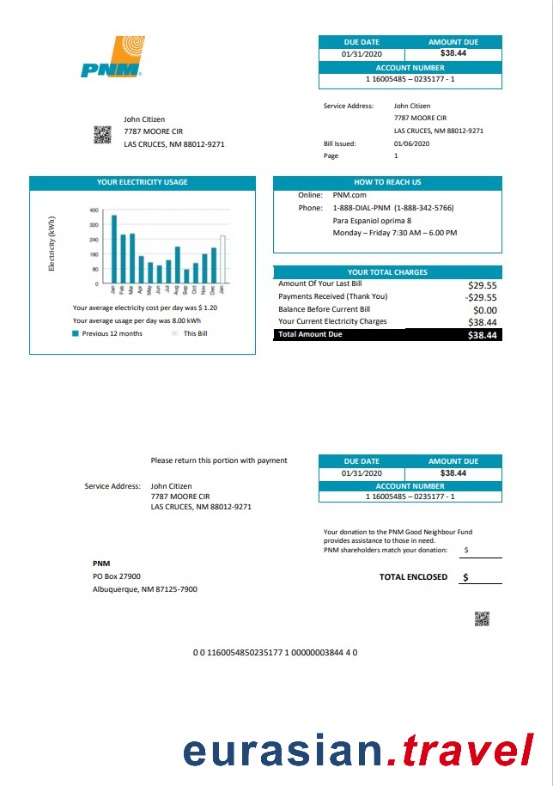 PNM
DUE DATE AMOUNT DUE
01/31/2020 $38.44
ACCOUNT NUMBER
1 16005485 – 0235177 - 1
John Citizen
7787 MOORE CIR
LAS CRUCES, NM 88012-9271
Service Address: John Citizen
7787 MOORE CIR
LAS CRUCES, NM 88012-9271
Bill Issued: 01/06/2020
Page 1
YOUR ELECTRICITY USAGE
Electricity (kWh)
400
300
240
180
80
0
Jan Feb Mar Apr May Jun Jul Aug Sep Oct Nov Dec Jan
Your average electricity cost per day was $ 1.20
Your average usage per day was 8.00 kWh
Previous 12 months This Bill
HOW TO REACH US
Online: PNM.com
Phone: 1-888-DIAL-PNM (1-888-342-5766)
Para Espaniol oprima 8
Monday – Friday 7:30 AM – 6.00 PM
YOUR TOTAL CHARGES
Amount Of Your Last Bill $29.55
Payments Received (Thank You) -$29.55
Balance Before Current Bill $0.00
Your Current Electricity Charges $38.44
Total Amount Due $38.44
Please return this portion with payment
DUE DATE AMOUNT DUE
01/31/2020 $38.44
ACCOUNT NUMBER
1 16005485 – 0235177 - 1
Service Address: John Citizen
7787 MOORE CIR
LAS CRUCES, NM 88012-9271
Your donation to the PNM Good Neighbour Fund
provides assistance to those in need.
PNM shareholders match your donation: $
PNM
PO Box 27900
Albuquerque, NM 87125-7900
TOTAL ENCLOSED $
0 0 1160054850235177 1 00000003844 4 0
eurasian.travel